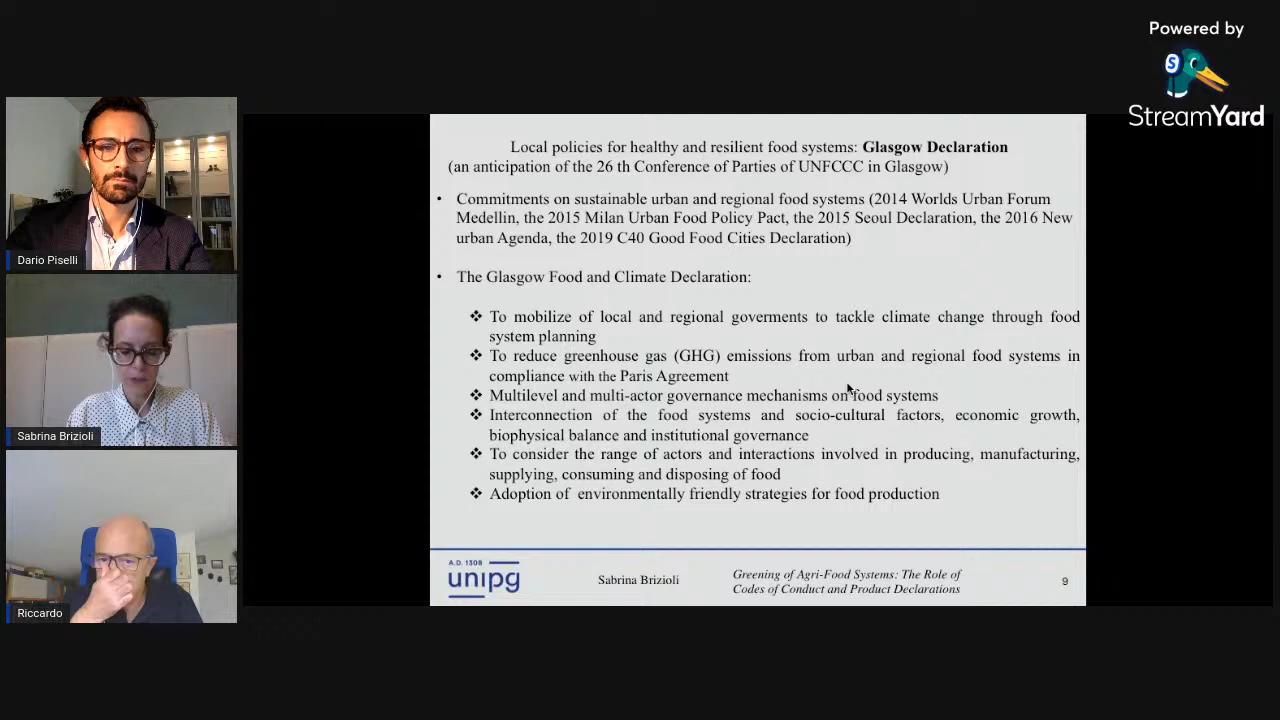 Powered by
S
StreamYard
Dario Piselli
Sabrina Brizioli
Riccardo
Local policies for healthy and resilient food systems: Glasgow Declaration
(an anticipation of the 26 th Conference of Parties of UNFCCC in Glasgow)
• Commitments on sustainable urban and regional food systems (2014 Worlds Urban Forum
Medellin, the 2015 Milan Urban Food Policy Pact, the 2015 Seoul Declaration, the 2016 New
urban Agenda, the 2019 C40 Good Food Cities Declaration)
• The Glasgow Food and Climate Declaration:
❖ To mobilize of local and regional goverments to tackle climate change through food
system planning
❖ To reduce greenhouse gas (GHG) emissions from urban and regional food systems in
compliance with the Paris Agreement
❖ Multilevel and multi-actor governance mechanisms on food systems
❖ Interconnection of the food systems and socio-cultural factors, economic growth,
biophysical balance and institutional governance
❖ To consider the range of actors and interactions involved in producing, manufacturing,
supplying, consuming and disposing of food
❖ Adoption of environmentally friendly strategies for food production
A.D. 1308
unipg
Sabrina Brizioli
Greening of Agri-Food Systems: The Role of
Codes of Conduct and Product Declarations
9